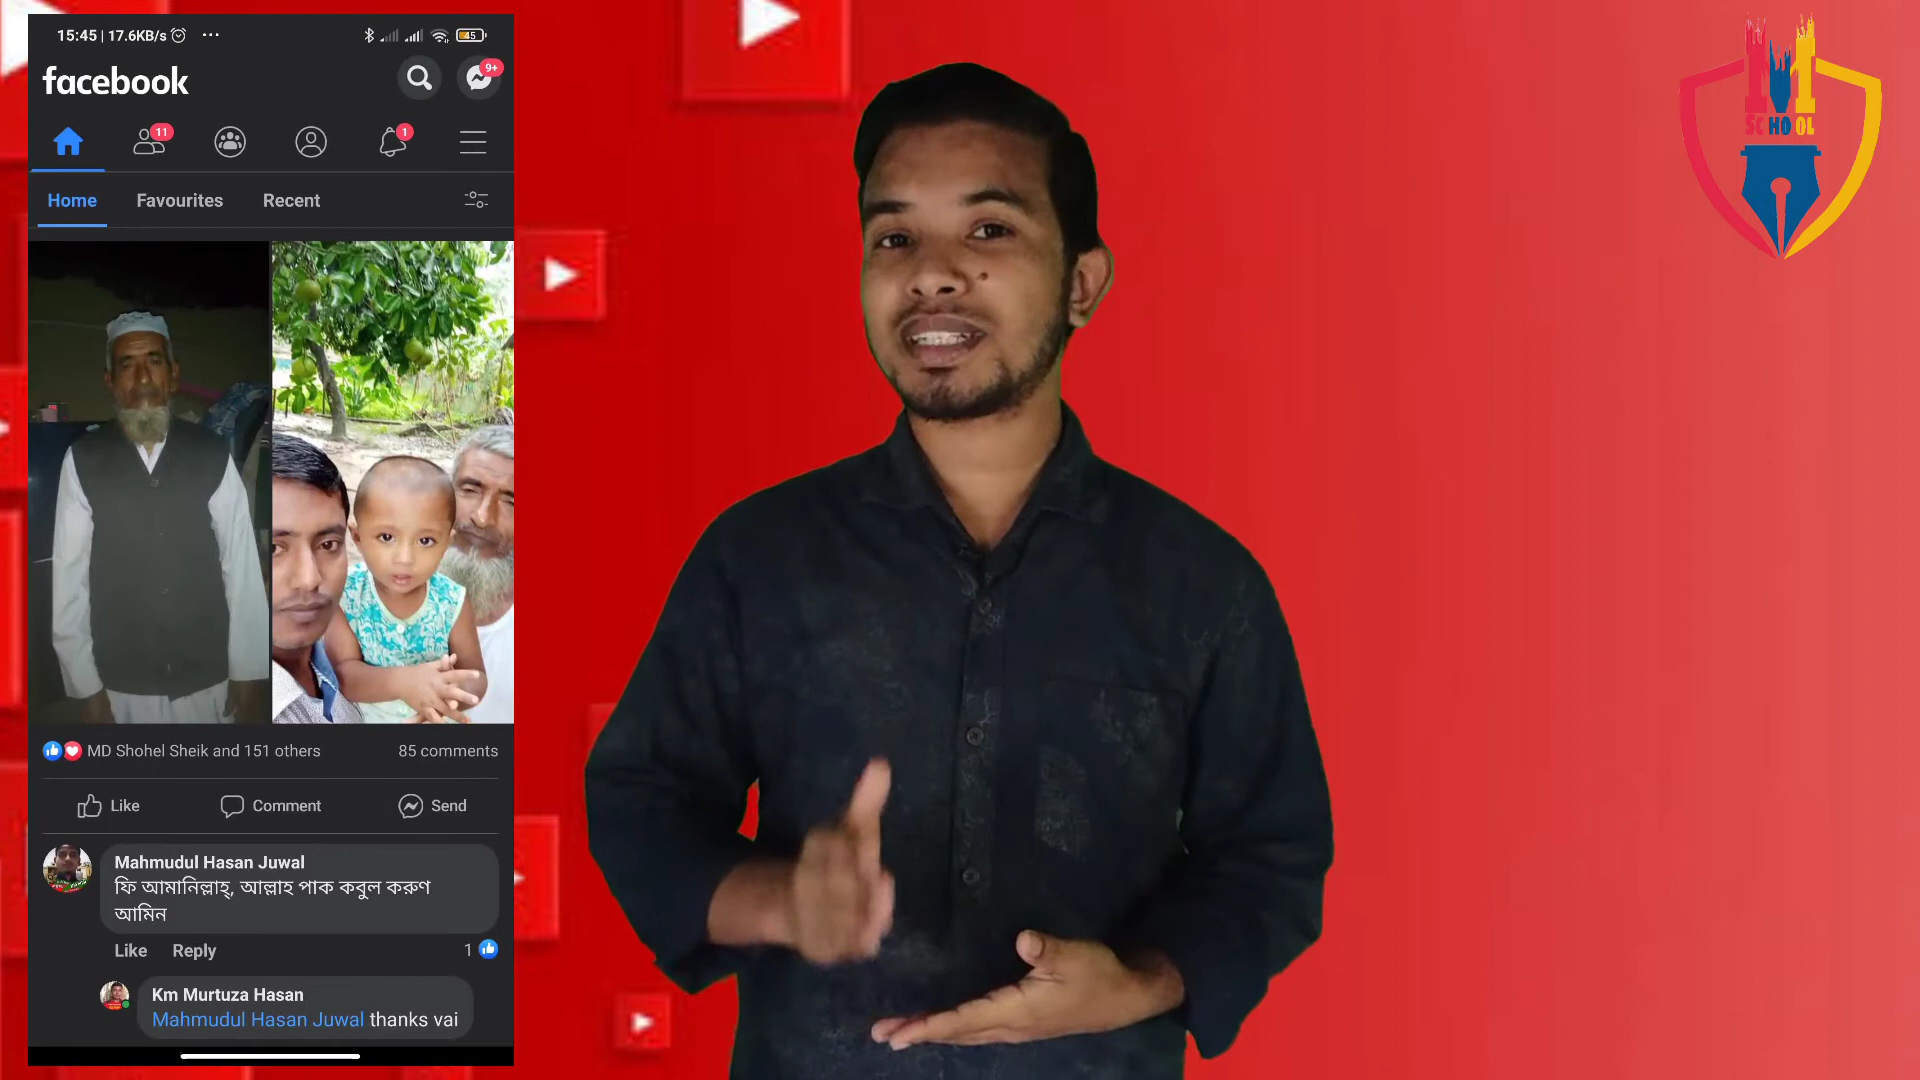 15:45 | 17.6KB/s
45
facebook
9+
11
1
Home Favourites Recent
MD Shohel Sheik and 151 others 85 comments
Like Comment Send
Mahmudul Hasan Juwal
ফি আমানিল্লাহ্, আল্লাহ পাক কবুল করুণ
আমিন
Like Reply 1
Km Murtuza Hasan
Mahmudul Hasan Juwal thanks vai
SCHOOL